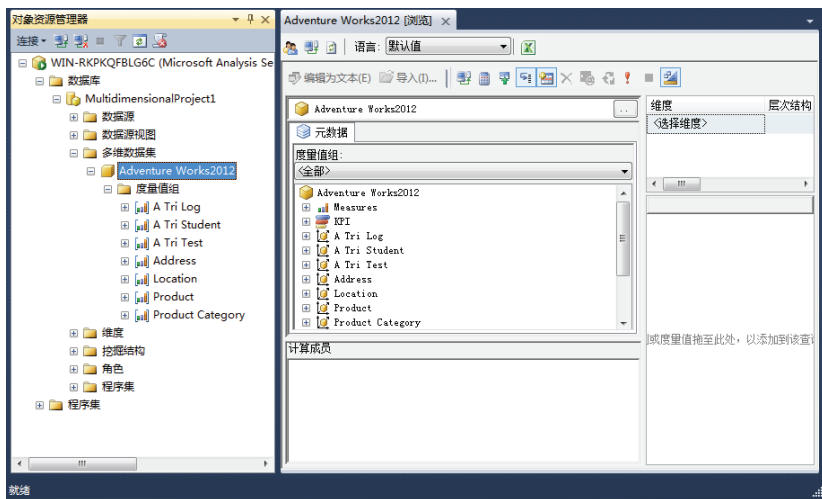 对象资源管理器
连接
WIN-RKPKQFBLG6C (Microsoft Analysis Se
数据库
MultidimensionalProject1
数据源
数据源视图
多维数据集
Adventure Works2012
度量值组
A Tri Log
A Tri Student
A Tri Test
Address
Location
Product
Product Category
维度
挖掘结构
角色
程序集
程序集
Adventure Works2012 [浏览]
语言: 默认值
编辑为文本(E) 导入(I)...
Adventure Works2012
..
元数据
度量值组:
<全部>
Adventure Works2012
Measures
KPI
A Tri Log
A Tri Student
A Tri Test
Address
Location
Product
Product Category
计算成员
维度 层次结构
<选择维度>
或度量值拖至此处，以添加到该查
就绪